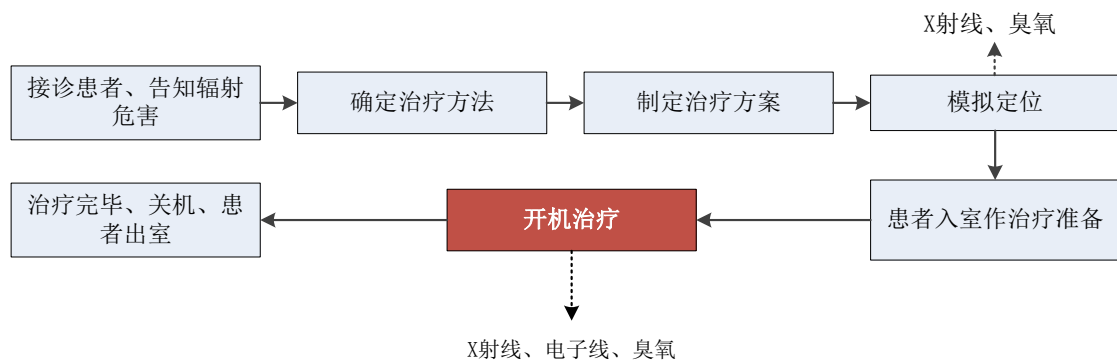 X射线、臭氧
接诊患者、告知辐射
危害
确定治疗方法
制定治疗方案
模拟定位
治疗完毕、关机、患
者出室
开机治疗
患者入室作治疗准备
X射线、电子线、臭氧